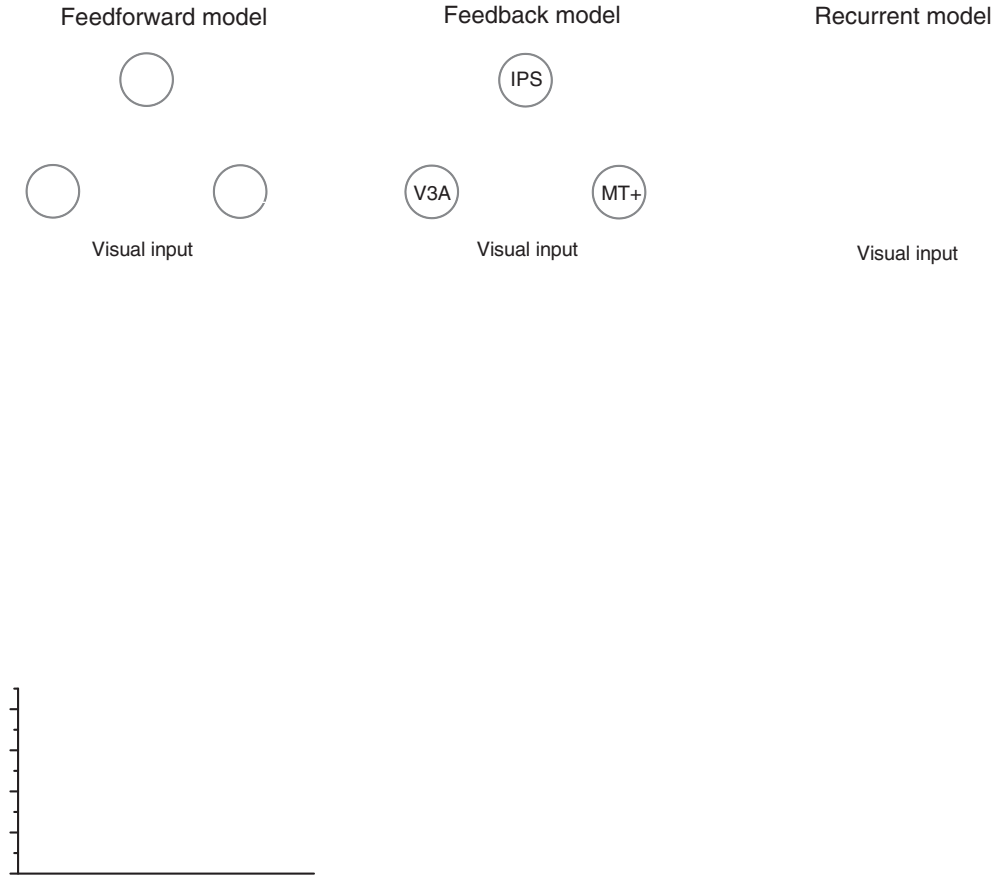 Feedforward model
Feedback model
Recurrent model
IPS
V3A
MT+
Visual input
Visual input
Visual input